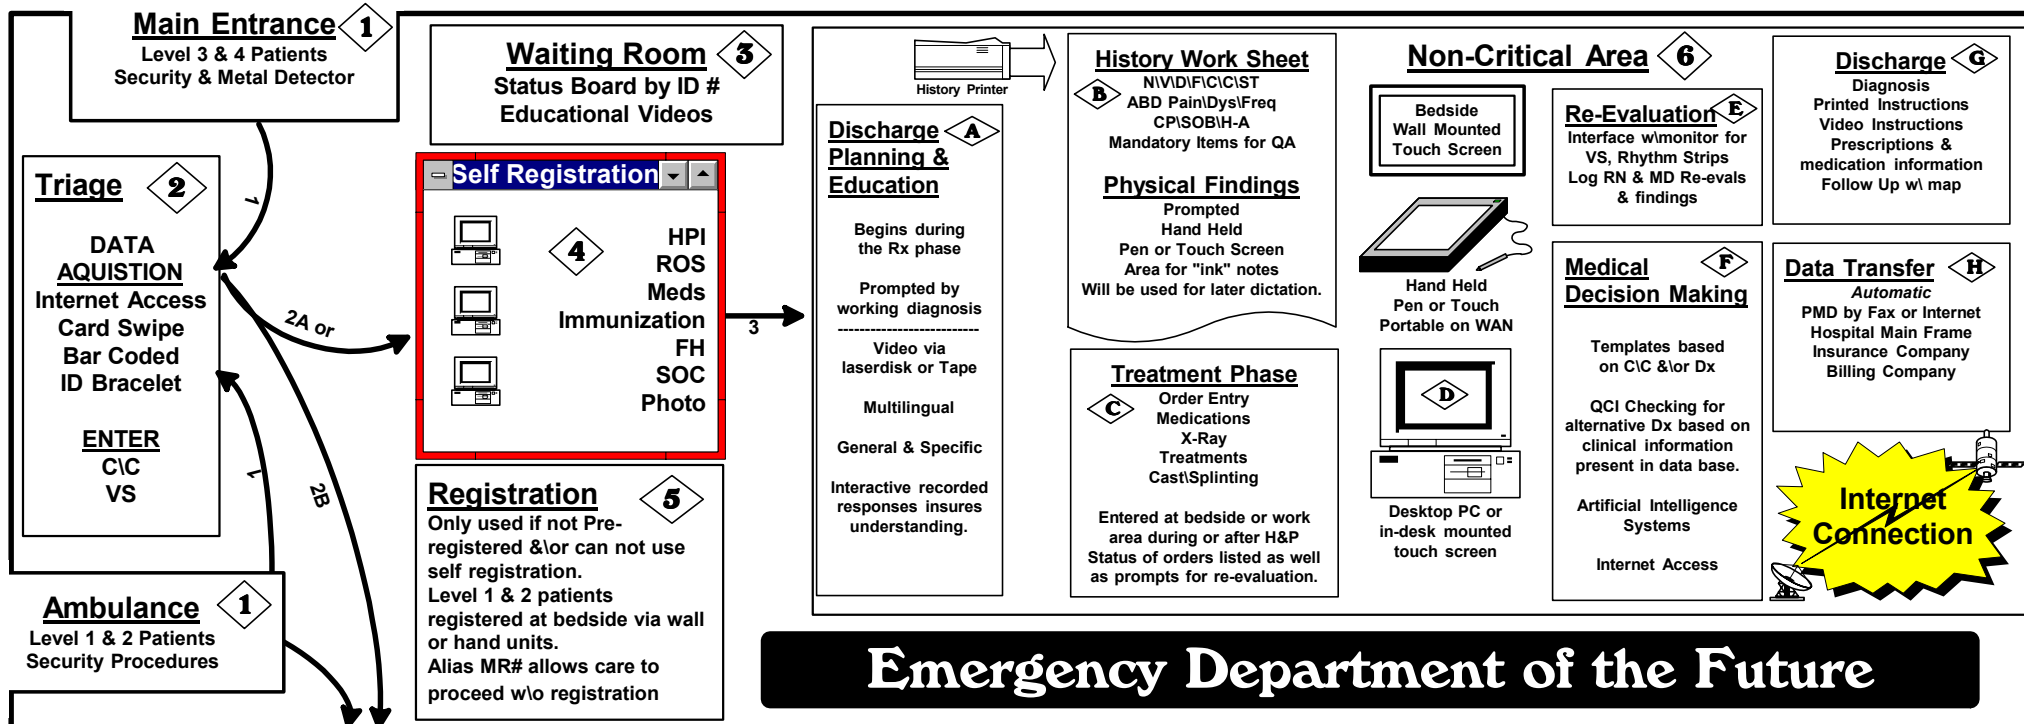 Main Entrance 1
Level 3 & 4 Patients
Security & Metal Detector
1
Triage 2
DATA
AQUISTION
Internet Access
Card Swipe
Bar Coded
ID Bracelet
ENTER
C\C
VS
1
2A or
2B
Ambulance 1
Level 1 & 2 Patients
Security Procedures
Waiting Room 3
Status Board by ID #
Educational Videos
Self Registration
4
HPI
ROS
Meds
Immunization
FH
SOC
Photo
3
Registration 5
Only used if not Pre-
registered &\or can not use
self registration.
Level 1 & 2 patients
registered at bedside via wall
or hand units.
Alias MR# allows care to
proceed w\o registration
History Printer
Discharge A
Planning &
Education
Begins during
the Rx phase
Prompted by
working diagnosis
--------------------------
Video via
laserdisk or Tape
Multilingual
General & Specific
Interactive recorded
responses insures
understanding.
History Work Sheet
B
N\V\D\F\C\C\ST
ABD Pain\Dys\Freq
CP\SOB\H-A
Mandatory Items for QA
Physical Findings
Prompted
Hand Held
Pen or Touch Screen
Area for "ink" notes
Will be used for later dictation.
Treatment Phase
C
Order Entry
Medications
X-Ray
Treatments
Cast\Splinting
Entered at bedside or work
area during or after H&P
Status of orders listed as well
as prompts for re-evaluation.
Non-Critical Area 6
Bedside
Wall Mounted
Touch Screen
Hand Held
Pen or Touch
Portable on WAN
D
Desktop PC or
in-desk mounted
touch screen
Re-Evaluation E
Interface w\monitor for
VS, Rhythm Strips
Log RN & MD Re-evals
& findings
Medical F
Decision Making
Templates based
on C\C &\or Dx
QCI Checking for
alternative Dx based on
clinical information
present in data base.
Artificial Intelligence
Systems
Internet Access
Discharge G
Diagnosis
Printed Instructions
Video Instructions
Prescriptions &
medication information
Follow Up w\ map
Data Transfer H
Automatic
PMD by Fax or Internet
Hospital Main Frame
Insurance Company
Billing Company
Internet
Connection
Emergency Department of the Future